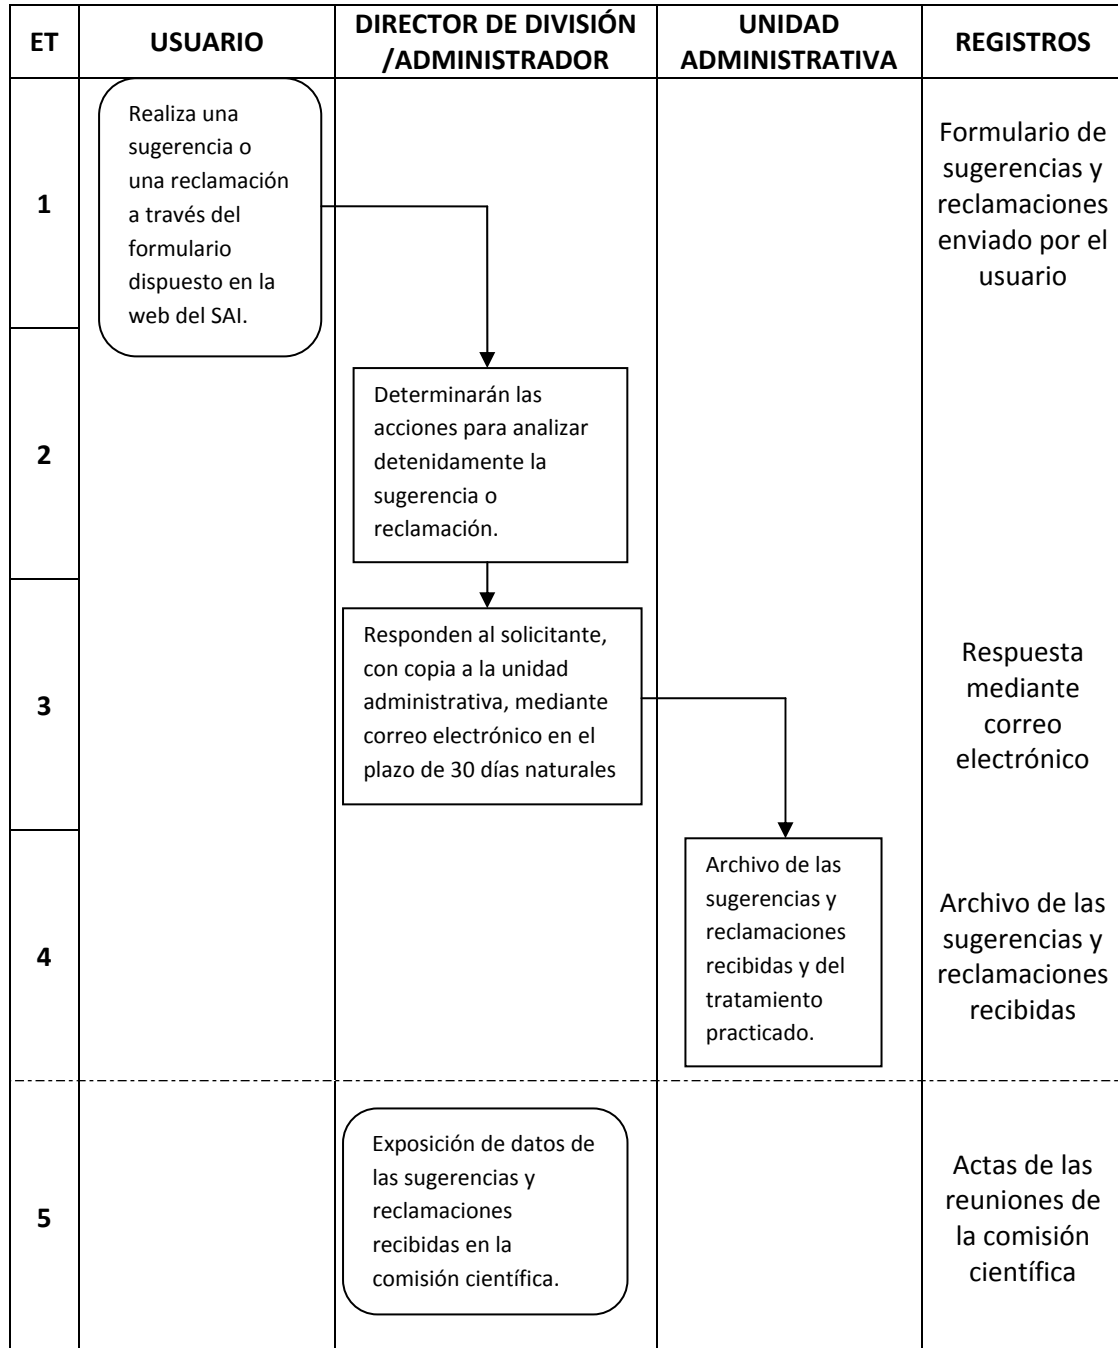 ET
USUARIO
DIRECTOR DE DIVISIÓN
/ADMINISTRADOR
UNIDAD
ADMINISTRATIVA
REGISTROS
1
Realiza una
sugerencia o
una reclamación
a través del
formulario
dispuesto en la
web del SAI.
Formulario de
sugerencias y
reclamaciones
enviado por el
usuario
2
Determinarán las
acciones para analizar
detenidamente la
sugerencia o
reclamación.
3
Responden al solicitante,
con copia a la unidad
administrativa, mediante
correo electrónico en el
plazo de 30 días naturales
Respuesta
mediante
correo
electrónico
4
Archivo de las
sugerencias y
reclamaciones
recibidas y del
tratamiento
practicado.
Archivo de las
sugerencias y
reclamaciones
recibidas
5
Exposición de datos de
las sugerencias y
reclamaciones
recibidas en la
comisión científica.
Actas de las
reuniones de
la comisión
científica